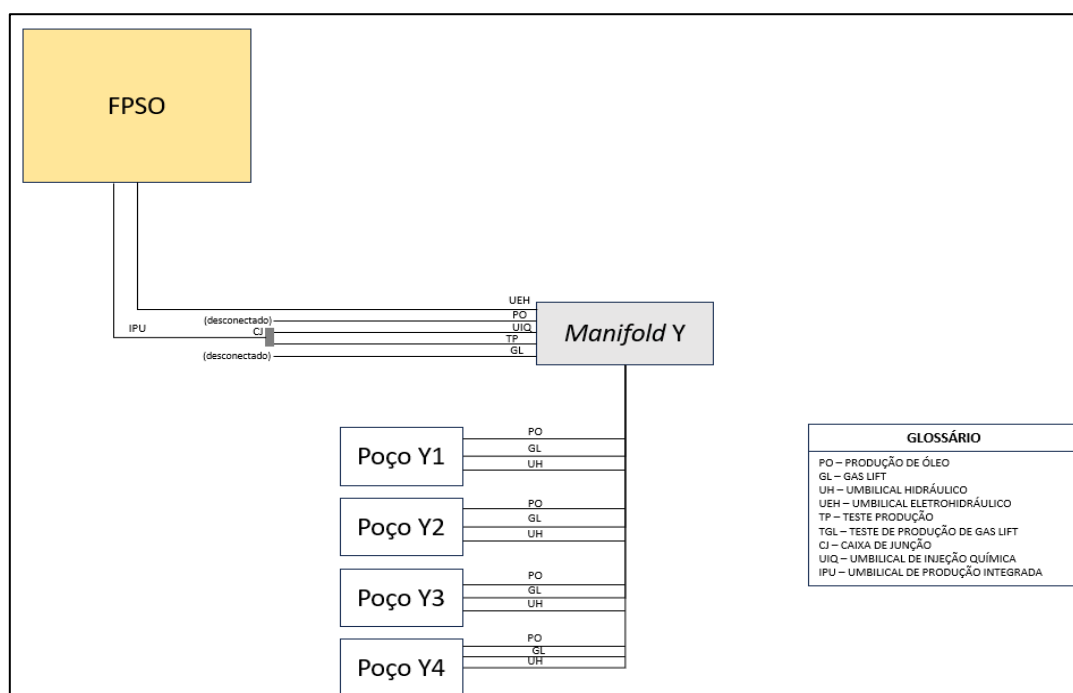 FPSO
UEH
(desconectado)
PO
IPU
CJ
UIQ
TP
(desconectado)
GL
Manifold Y
Poço Y1
PO
GL
UH
Poço Y2
PO
GL
UH
Poço Y3
PO
GL
UH
Poço Y4
PO
GL
UH
GLOSSÁRIO
PO – PRODUÇÃO DE ÓLEO
GL – GAS LIFT
UH – UMBILICAL HIDRÁULICO
UEH – UMBILICAL ELETROHIDRÁULICO
TP – TESTE PRODUÇÃO
TGL – TESTE DE PRODUÇÃO DE GAS LIFT
CJ – CAIXA DE JUNÇÃO
UIQ – UMBILICAL DE INJEÇÃO QUÍMICA
IPU – UMBILICAL DE PRODUÇÃO INTEGRADA